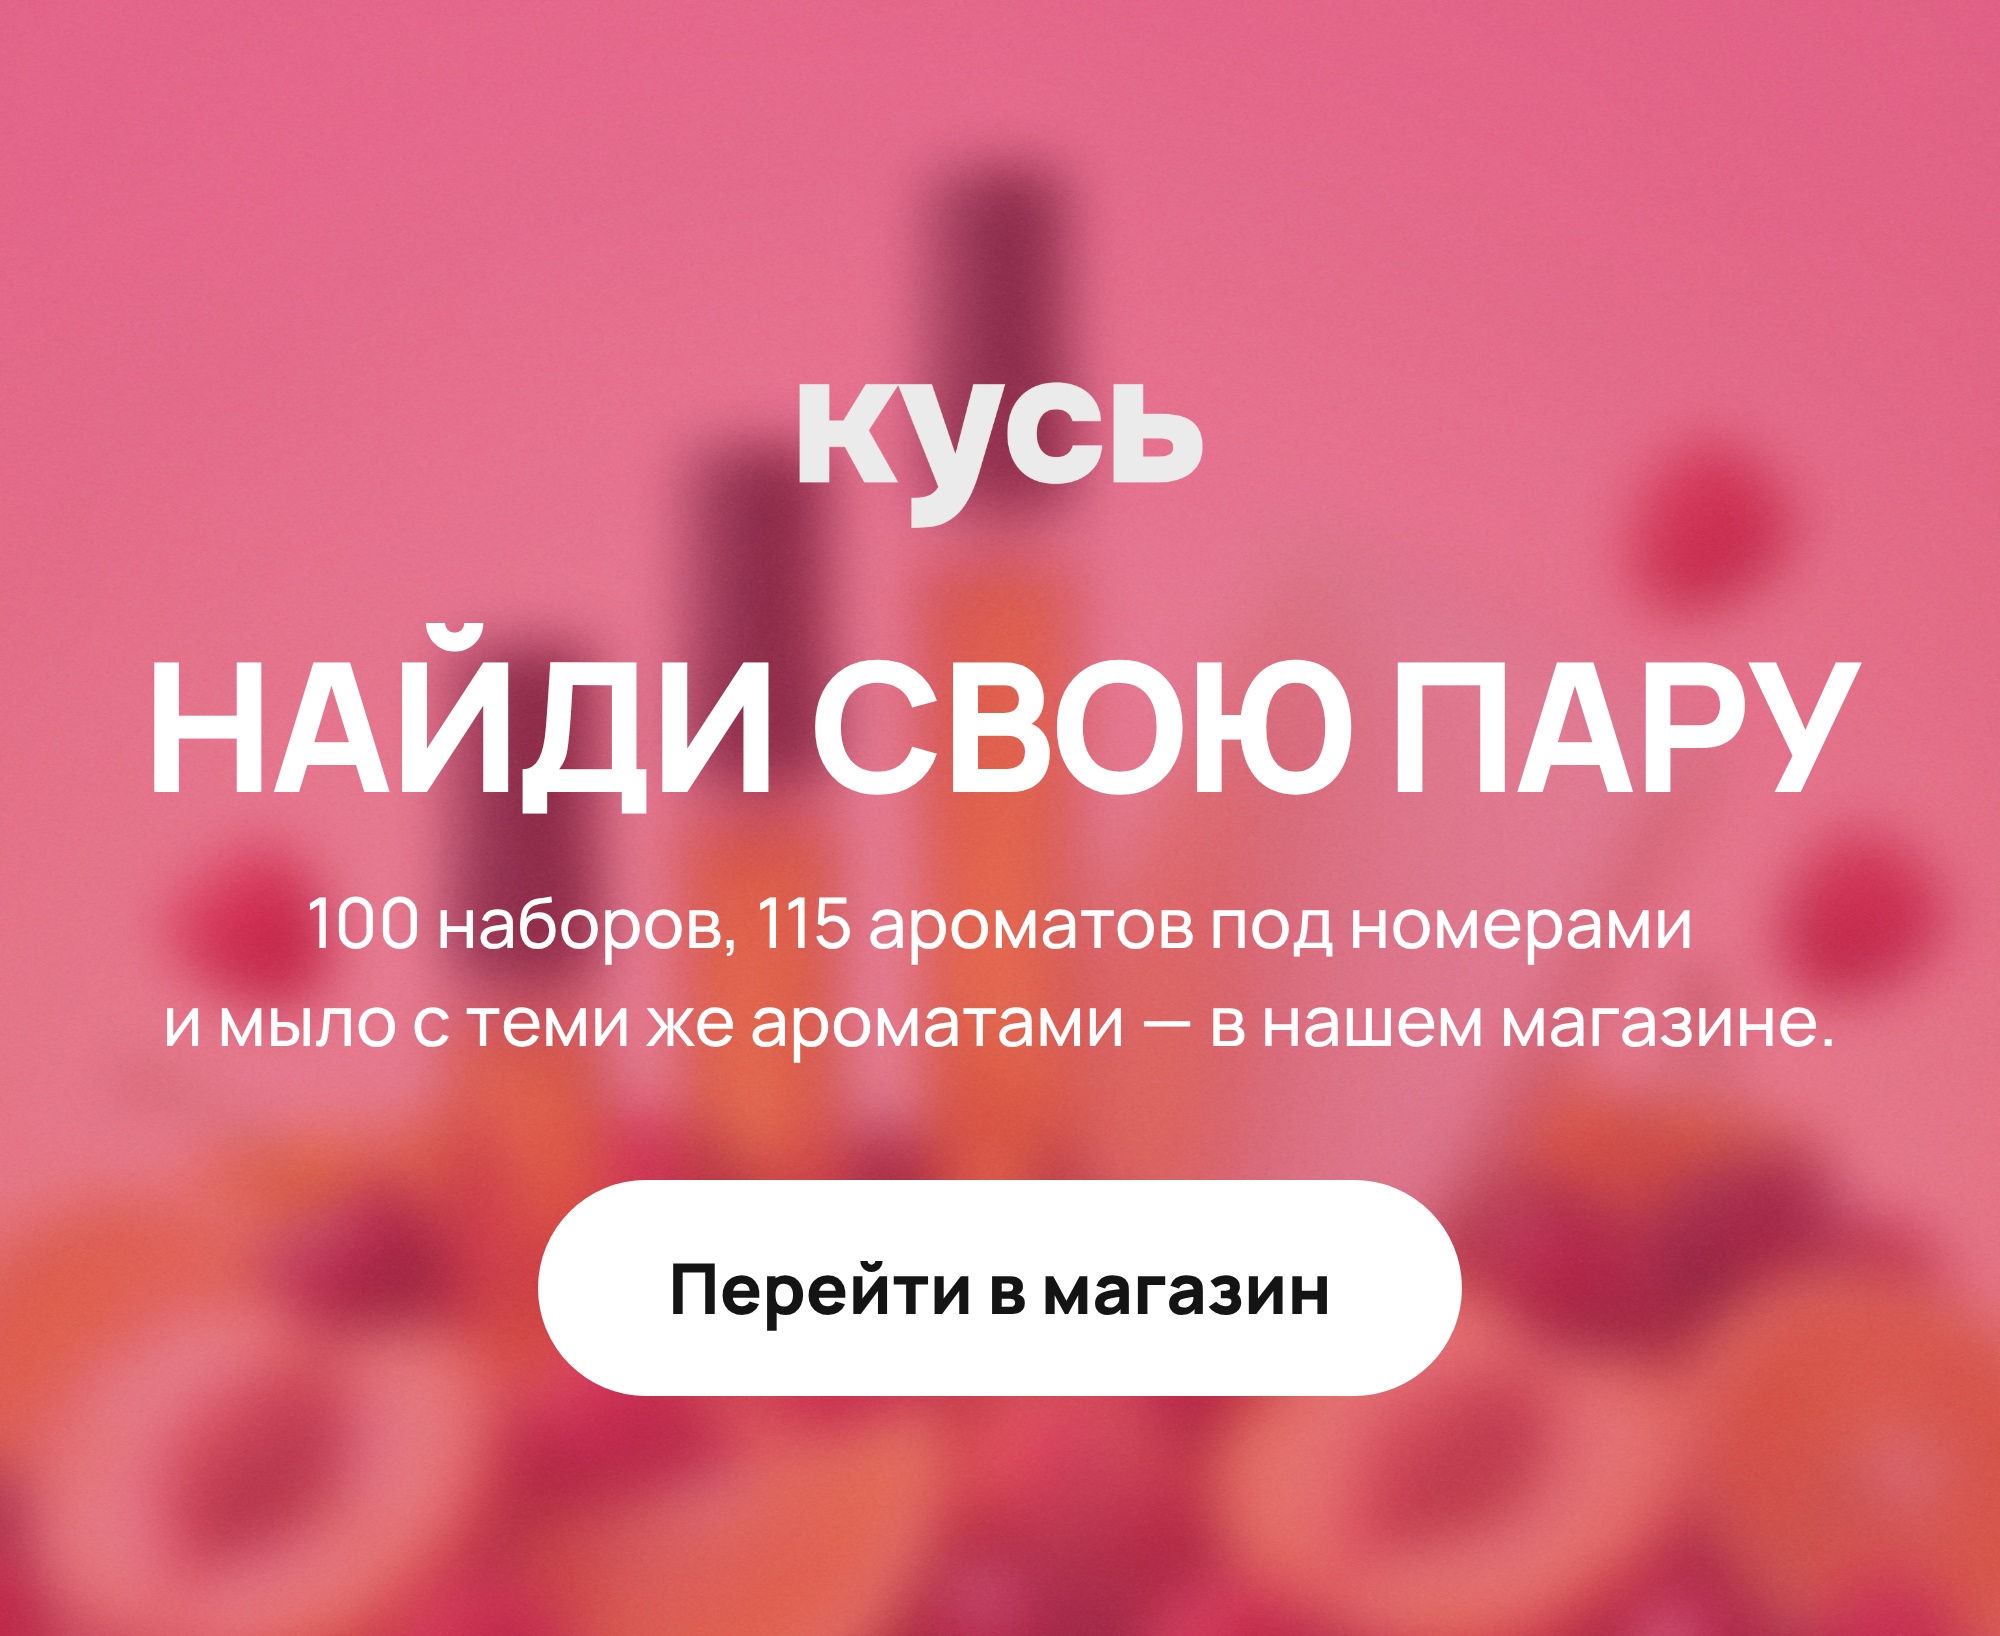 кусь
НАЙДИ СВОЮ ПАРУ
100 наборов, 115 ароматов под номерами
и мыло с теми же ароматами — в нашем магазине.
Перейти в магазин